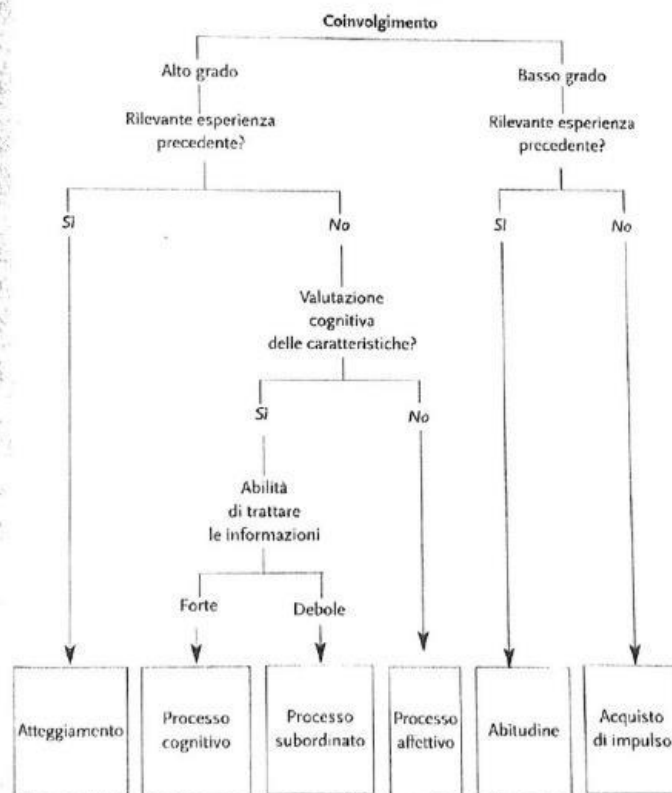 Coinvolgimento
Alto grado
Basso grado
Rilevante esperienza
precedente?
Rilevante esperienza
precedente?
Sì
No
Sì
No
Valutazione
cognitiva
delle caratteristiche?
Sì
No
Abilità
di trattare
le informazioni
Forte
Debole
Atteggiamento
Processo
cognitivo
Processo
subordinato
Processo
affettivo
Abitudine
Acquisto
di impulso